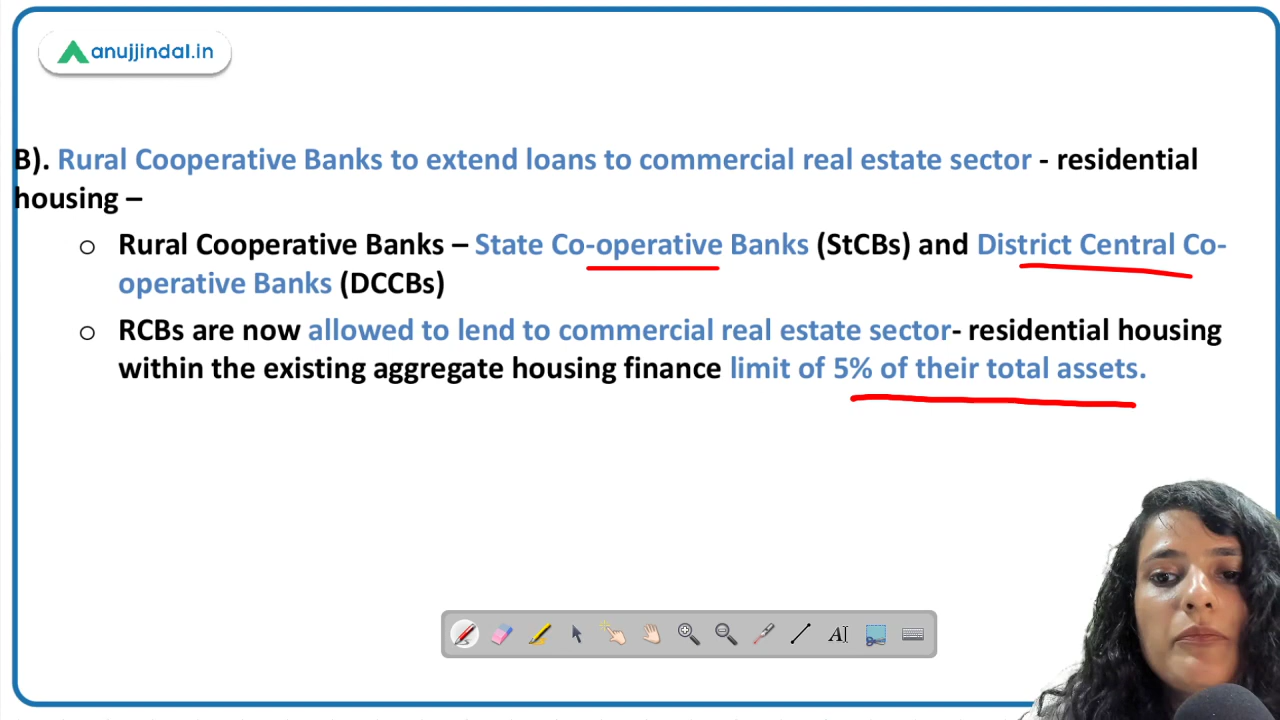 anujjindal.in
B). Rural Cooperative Banks to extend loans to commercial real estate sector - residential
housing –
o Rural Cooperative Banks – State Co-operative Banks (StCBs) and District Central Co-
operative Banks (DCCBs)
o RCBs are now allowed to lend to commercial real estate sector- residential housing
within the existing aggregate housing finance limit of 5% of their total assets.